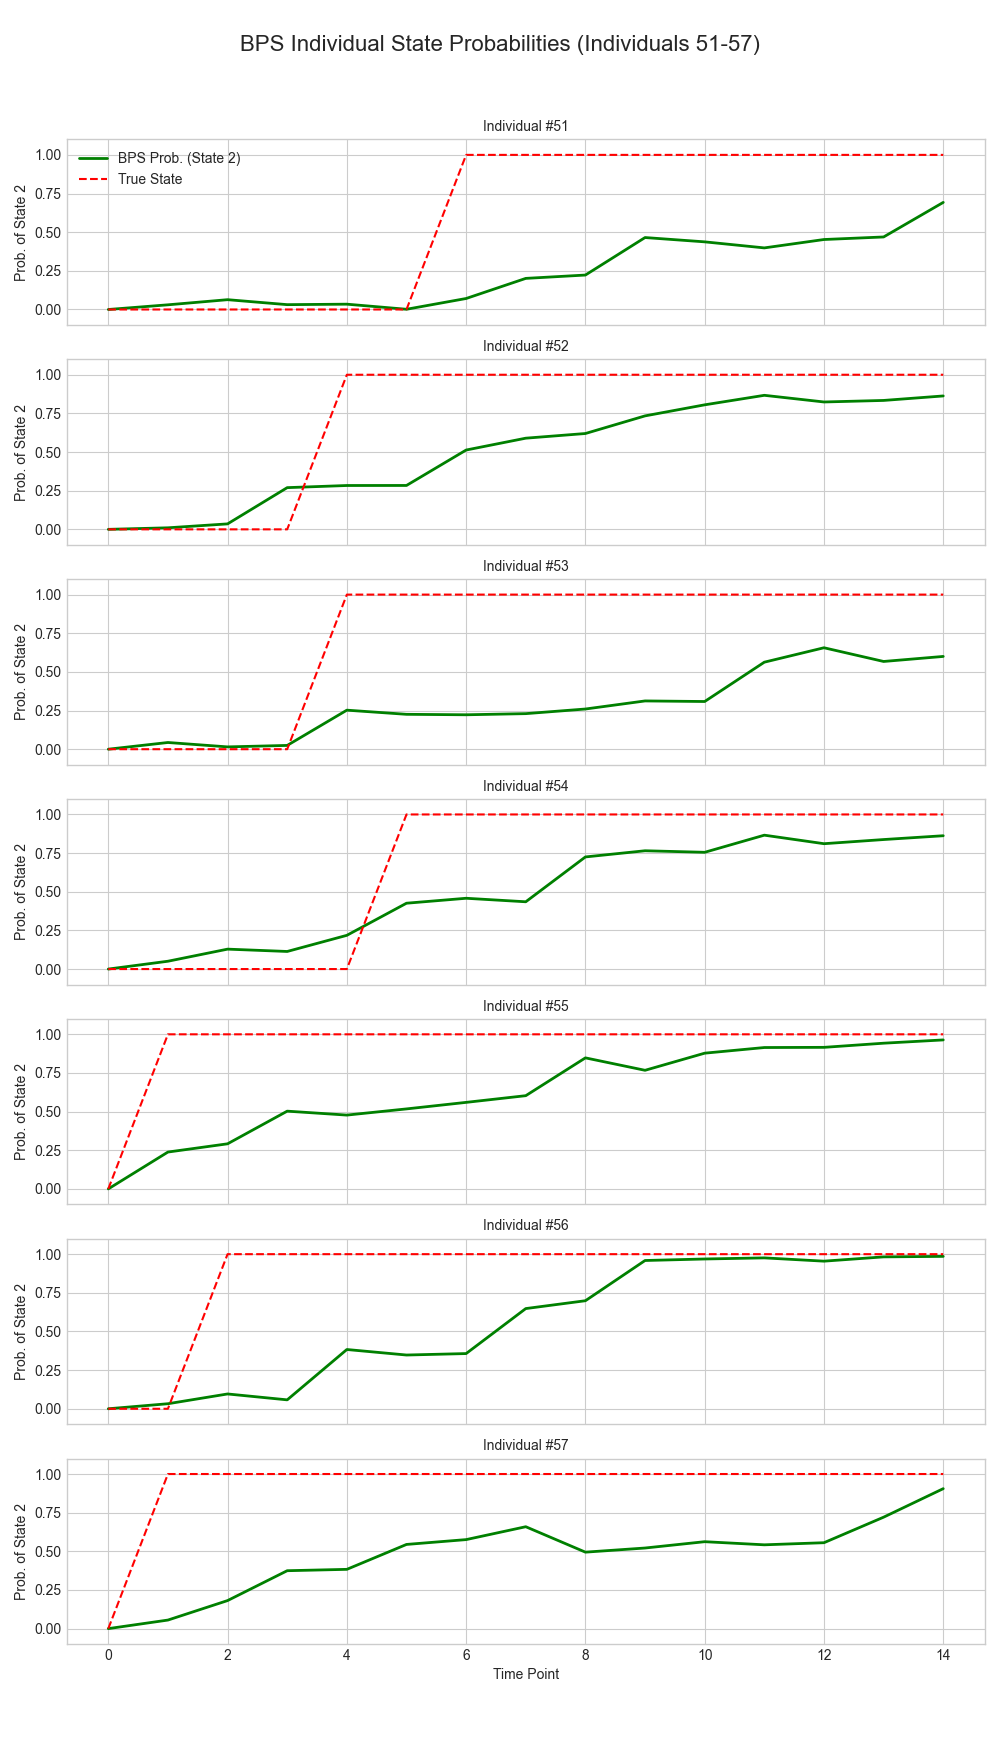 BPS Individual State Probabilities (Individuals 51-57)
Individual #51
Prob. of State 2
1.00
0.75
0.50
0.25
0.00
BPS Prob. (State 2)
True State
Individual #52
Prob. of State 2
1.00
0.75
0.50
0.25
0.00
Individual #53
Prob. of State 2
1.00
0.75
0.50
0.25
0.00
Individual #54
Prob. of State 2
1.00
0.75
0.50
0.25
0.00
Individual #55
Prob. of State 2
1.00
0.75
0.50
0.25
0.00
Individual #56
Prob. of State 2
1.00
0.75
0.50
0.25
0.00
Individual #57
Prob. of State 2
1.00
0.75
0.50
0.25
0.00
0 2 4 6 8 10 12 14
Time Point